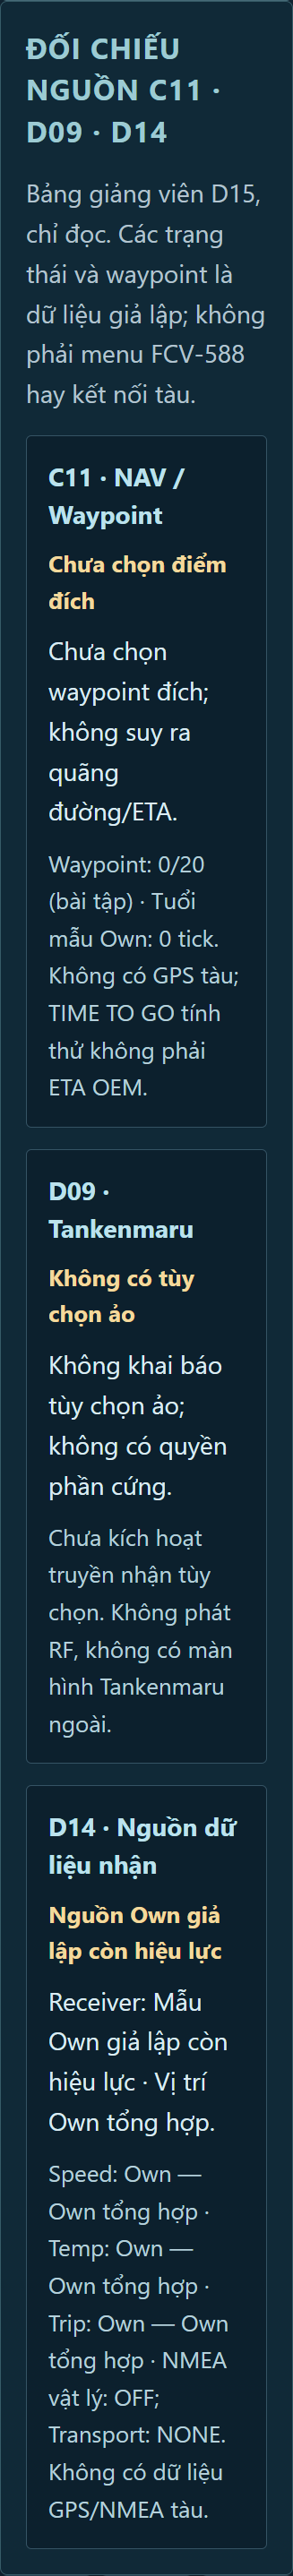 ĐỐI CHIẾU
NGUỒN C11 ·
D09 · D14
Bảng giảng viên D15,
chỉ đọc. Các trạng
thái và waypoint là
dữ liệu giả lập; không
phải menu FCV-588
hay kết nối tàu.
C11 · NAV /
Waypoint
Chưa chọn điểm
đích
Chưa chọn
waypoint đích;
không suy ra
quãng
đường/ETA.
Waypoint: 0/20
(bài tập) · Tuổi
mẫu Own: 0 tick.
Không có GPS tàu;
TIME TO GO tính
thử không phải
ETA OEM.
D09 ·
Tankenmaru
Không có tùy
chọn ảo
Không khai báo
tùy chọn ảo;
không có quyền
phần cứng.
Chưa kích hoạt
truyền nhận tùy
chọn. Không phát
RF, không có màn
hình Tankenmaru
ngoài.
D14 · Nguồn dữ
liệu nhận
Nguồn Own giả
lập còn hiệu lực
Receiver: Mẫu
Own giả lập còn
hiệu lực · Vị trí
Own tổng hợp.
Speed: Own —
Own tổng hợp ·
Temp: Own —
Own tổng hợp ·
Trip: Own — Own
tổng hợp · NMEA
vật lý: OFF;
Transport: NONE.
Không có dữ liệu
GPS/NMEA tàu.